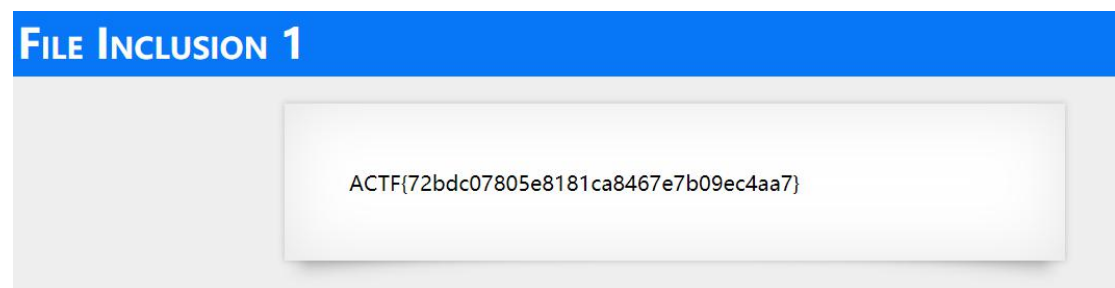 FILE INCLUSION 1
ACTF{72bdc07805e8181ca8467e7b09ec4aa7}